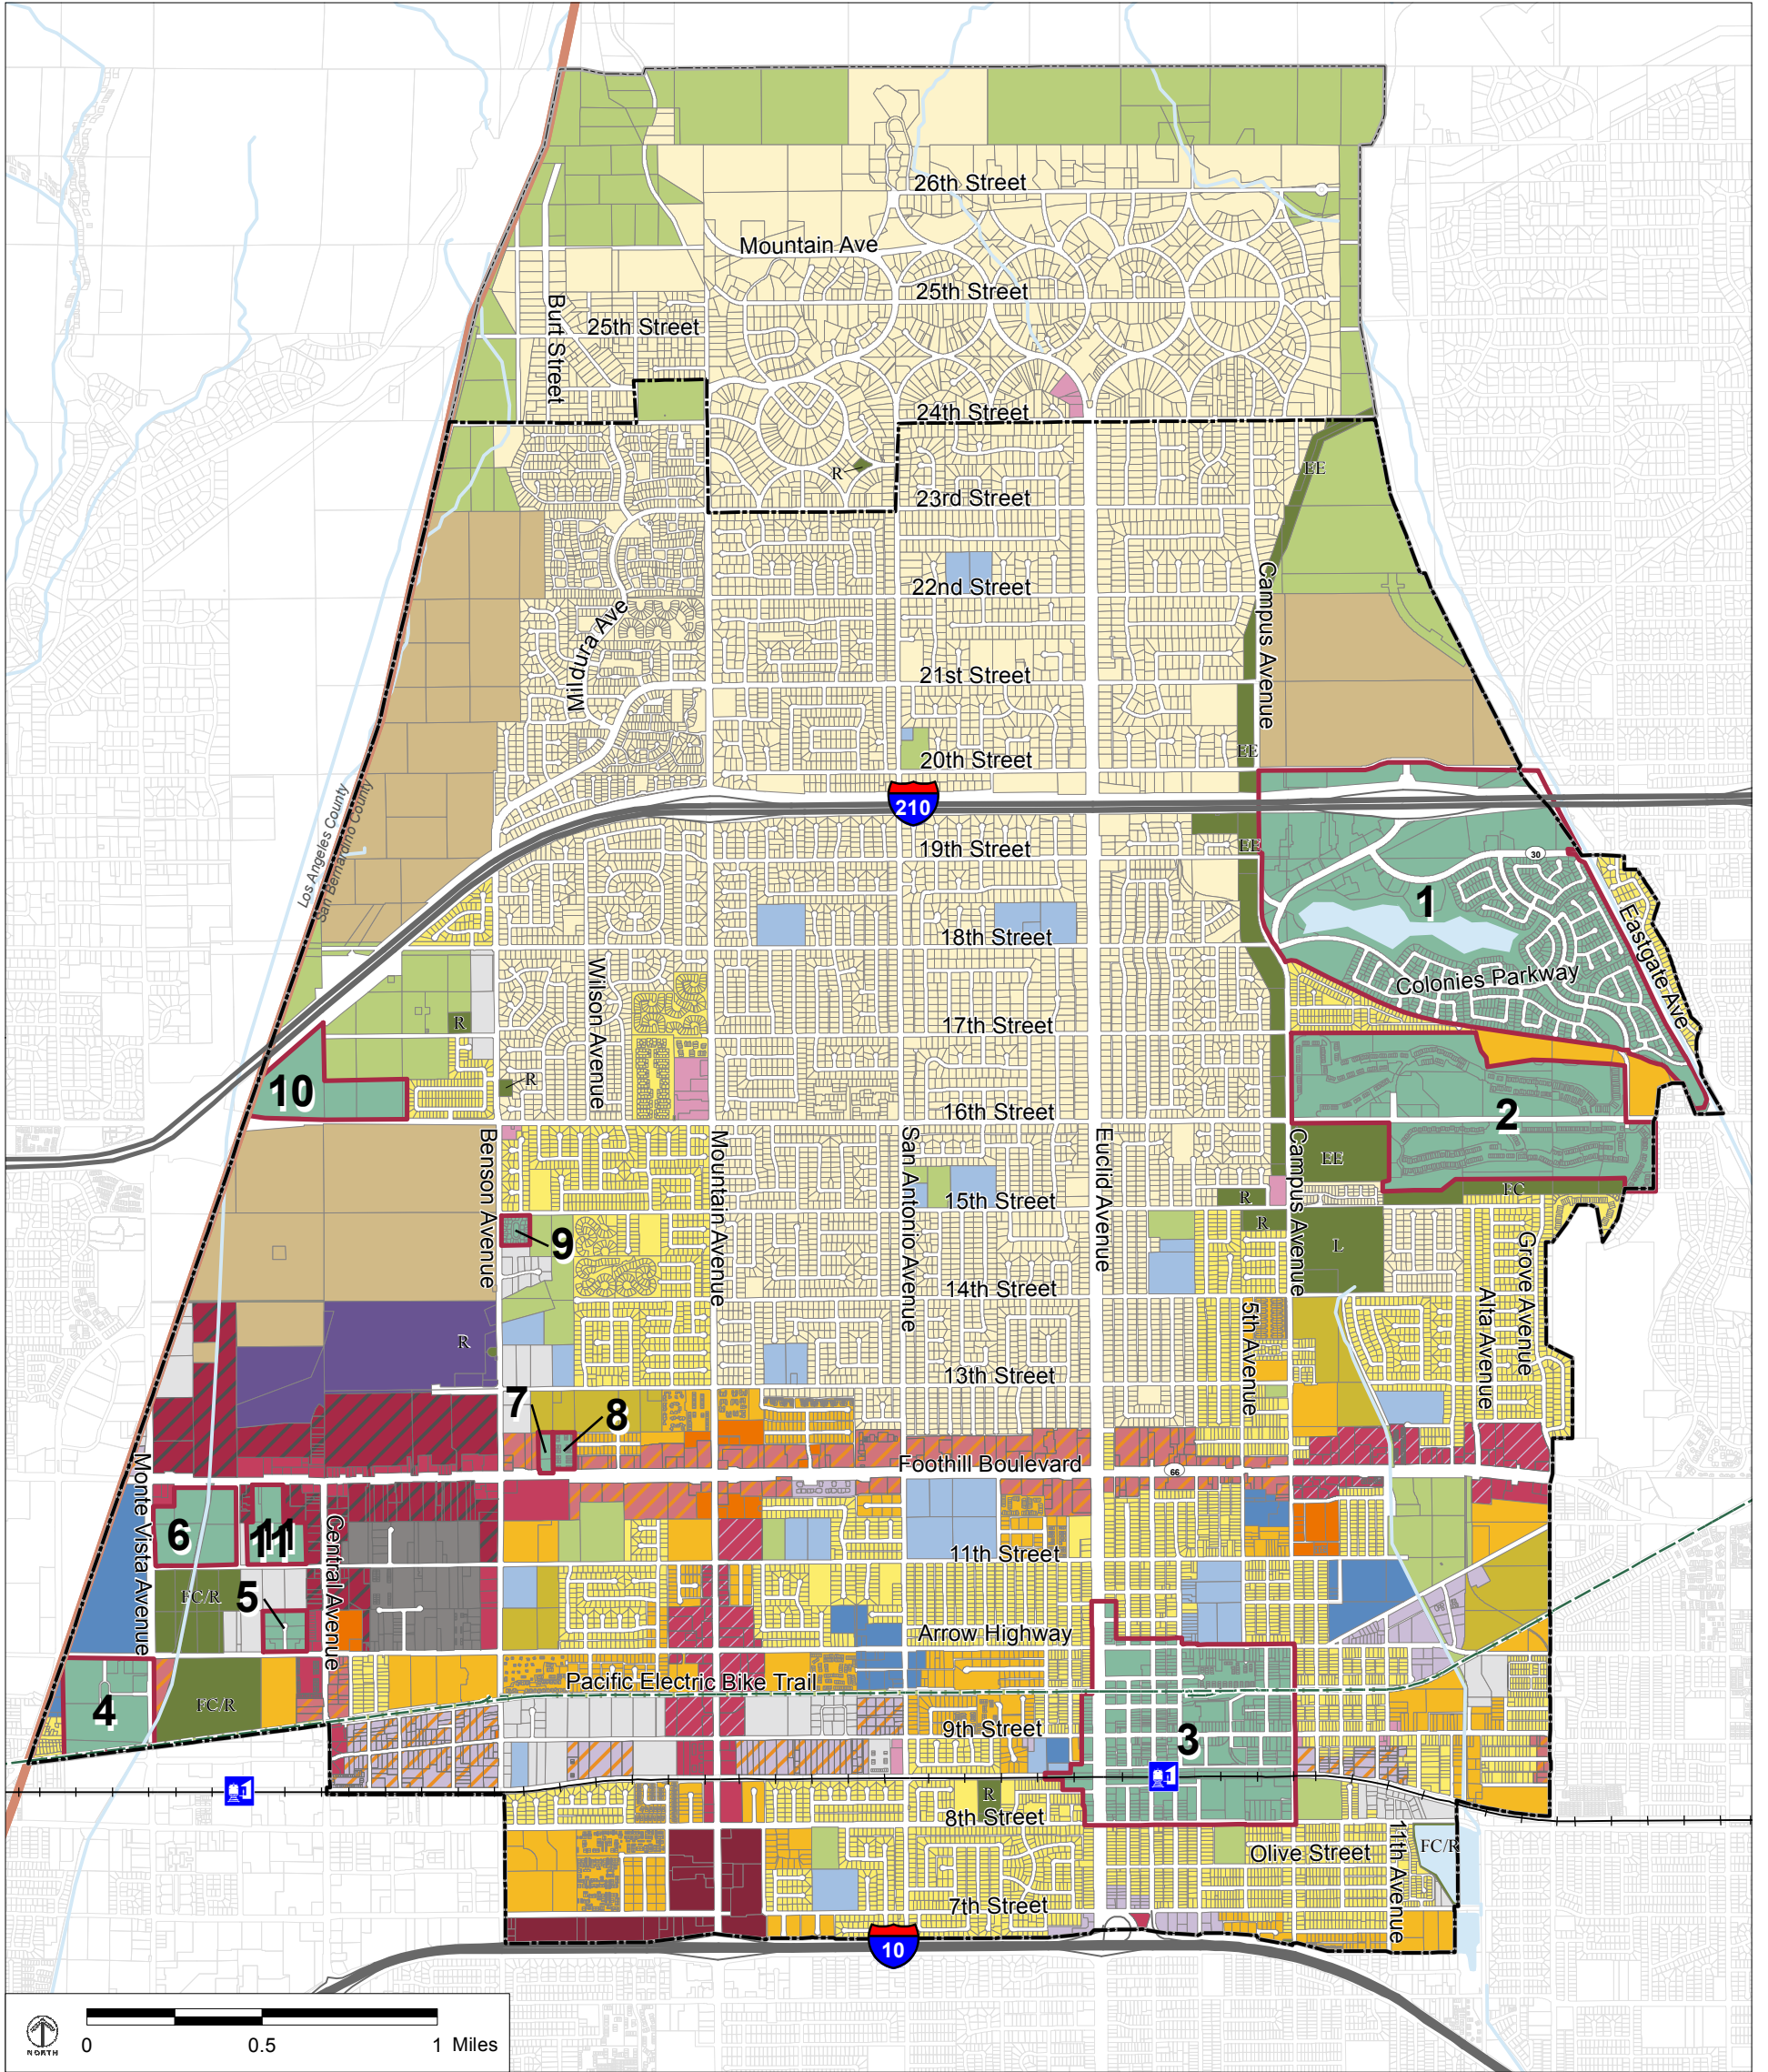 26th Street
Mountain Ave
25th Street
Burt Street
25th Street
24th Street
R
EE
23rd Street
22nd Street
Campus Avenue
Mildura Ave
21st Street
EE
20th Street
210
Los Angeles County
San Bernardino County
19th Street
EE
30
1
Eastgate Ave
18th Street
Wilson Avenue
Colonies Parkway
R
17th Street
10
R
16th Street
2
Benson Avenue
Mountain Avenue
San Antonio Avenue
Euclid Avenue
Campus Avenue
EE
FC
15th Street
R
R
9
L
Grove Avenue
14th Street
Alta Avenue
5th Avenue
R
13th Street
7
8
Foothill Boulevard
66
Monte Vista Avenue
6
11
Central Avenue
11th Street
FC/R
5
Arrow Highway
Pacific Electric Bike Trail
FC/R
4
9th Street
3
R
8th Street
11th Avenue
FC/R
Olive Street
7th Street
10
NORTH
0 0.5 1 Miles